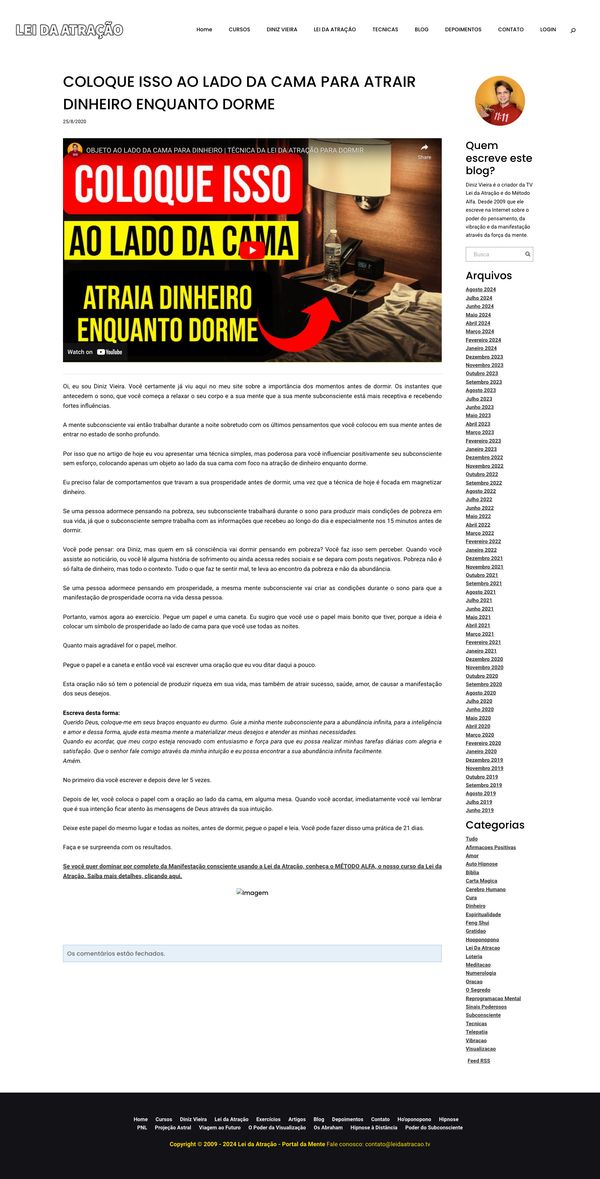 LEI DA ATRAÇÃO
Home CURSOS DINIZ VIEIRA LEI DA ATRAÇÃO TECNICAS BLOG DEPOIMENTOS CONTATO LOGIN
COLOQUE ISSO AO LADO DA CAMA PARA ATRAIR
DINHEIRO ENQUANTO DORME
25/8/2020
OBJETO AO LADO DA CAMA PARA DINHEIRO | TÉCNICA DA LEI DA ATRAÇÃO PARA DORMIR
Share
COLOQUE ISSO
AO LADO DA CAMA
ATRAIA DINHEIRO
ENQUANTO DORME
Watch on YouTube
Oi, eu sou Diniz Vieira. Você certamente já viu aqui no meu site sobre a importância dos momentos antes de dormir. Os instantes que
antecedem o sono, que você começa a relaxar o seu corpo e a sua mente que a sua mente subconsciente está mais receptiva e recebendo
fortes influências.
A mente subconsciente vai então trabalhar durante a noite sobretudo com os últimos pensamentos que você colocou em sua mente antes de
entrar no estado de sonho profundo.
Por isso que no artigo de hoje eu vou apresentar uma técnica simples, mas poderosa para você influenciar positivamente seu subconsciente
sem esforço, colocando apenas um objeto ao lado da sua cama com foco na atração de dinheiro enquanto dorme.
Eu preciso falar de comportamentos que travam a sua prosperidade antes de dormir, uma vez que a técnica de hoje é focada em magnetizar
dinheiro.
Se uma pessoa adormece pensando na pobreza, seu subconsciente trabalhará durante o sono para produzir mais condições de pobreza em
sua vida, já que o subconsciente sempre trabalha com as informações que recebeu ao longo do dia e especialmente nos 15 minutos antes de
dormir.
Você pode pensar: ora Diniz, mas quem em sã consciência vai dormir pensando em pobreza? Você faz isso sem perceber. Quando você
assiste ao noticiário, ou você lê alguma história de sofrimento ou ainda acessa redes sociais e se depara com posts negativos. Pobreza não é
só falta de dinheiro, mas todo o contexto. Tudo o que faz te sentir mal, te leva ao encontro da pobreza e não da abundância.
Se uma pessoa adormece pensando em prosperidade, a mesma mente subconsciente vai criar as condições durante o sono para que a
manifestação de prosperidade ocorra na vida dessa pessoa.
Portanto, vamos agora ao exercício. Pegue um papel e uma caneta. Eu sugiro que você use o papel mais bonito que tiver, porque a ideia é
colocar um símbolo de prosperidade ao lado de cama para que você use todas as noites.
Quanto mais agradável for o papel, melhor.
Pegue o papel e a caneta e então você vai escrever uma oração que eu vou ditar daqui a pouco.
Esta oração não só tem o potencial de produzir riqueza em sua vida, mas também de atrair sucesso, saúde, amor, de causar a manifestação
dos seus desejos.
Escreva desta forma:
Querido Deus, coloque-me em seus braços enquanto eu durmo. Guie a minha mente subconsciente para a abundância infinita, para a inteligência
e amor e dessa forma, ajude esta mesma mente a materializar meus desejos e atender as minhas necessidades.
Quando eu acordar, que meu corpo esteja renovado com entusiasmo e força para que eu possa realizar minhas tarefas diárias com alegria e
satisfação. Que o senhor fale comigo através da minha intuição e eu possa encontrar a sua abundância infinita facilmente.
Amém.
No primeiro dia você escrever e depois deve ler 5 vezes.
Depois de ler, você coloca o papel com a oração ao lado da cama, em alguma mesa. Quando você acordar, imediatamente você vai lembrar
que é sua intenção ficar atento às mensagens de Deus através da sua intuição.
Deixe este papel do mesmo lugar e todas as noites, antes de dormir, pegue o papel e leia. Você pode fazer disso uma prática de 21 dias.
Faça e se surpreenda com os resultados.
Se você quer dominar por completo da Manifestação consciente usando a Lei da Atração, conheça o MÉTODO ALFA, o nosso curso da Lei da
Atração. Saiba mais detalhes, clicando aqui.
Imagem
Os comentários estão fechados.
11:11
Quem
escreve este
blog?
Diniz Vieira é o criador da TV
Lei da Atração e do Método
Alfa. Desde 2009 que ele
escreve na Internet sobre o
poder do pensamento, da
vibração e da manifestação
através da força da mente.
Busca
Arquivos
Agosto 2024
Julho 2024
Junho 2024
Maio 2024
Abril 2024
Março 2024
Fevereiro 2024
Janeiro 2024
Dezembro 2023
Novembro 2023
Outubro 2023
Setembro 2023
Agosto 2023
Julho 2023
Junho 2023
Maio 2023
Abril 2023
Março 2023
Fevereiro 2023
Janeiro 2023
Dezembro 2022
Novembro 2022
Outubro 2022
Setembro 2022
Agosto 2022
Julho 2022
Junho 2022
Maio 2022
Abril 2022
Março 2022
Fevereiro 2022
Janeiro 2022
Dezembro 2021
Novembro 2021
Outubro 2021
Setembro 2021
Agosto 2021
Julho 2021
Junho 2021
Maio 2021
Abril 2021
Março 2021
Fevereiro 2021
Janeiro 2021
Dezembro 2020
Novembro 2020
Outubro 2020
Setembro 2020
Agosto 2020
Julho 2020
Junho 2020
Maio 2020
Abril 2020
Março 2020
Fevereiro 2020
Janeiro 2020
Dezembro 2019
Novembro 2019
Outubro 2019
Setembro 2019
Agosto 2019
Julho 2019
Junho 2019
Categorias
Tudo
Afirmacoes Positivas
Amor
Auto Hipnose
Bíblia
Carta Magica
Cerebro Humano
Cura
Dinheiro
Espiritualidade
Feng Shui
Gratidao
Hooponopono
Lei Da Atracao
Loteria
Meditacao
Numerologia
Oracao
O Segredo
Reprogramacao Mental
Sinais Poderosos
Subconsciente
Tecnicas
Telepatia
Vibracao
Visualizacao
Feed RSS
Home Cursos Diniz Vieira Lei da Atração Exercícios Artigos Blog Depoimentos Contato Ho'oponopono Hipnose
PNL Projeção Astral Viagem ao Futuro O Poder da Visualização Os Abraham Hipnose à Distância Poder do Subconsciente
Copyright © 2009 - 2024 Lei da Atração - Portal da Mente Fale conosco: contato@leidaatracao.tv